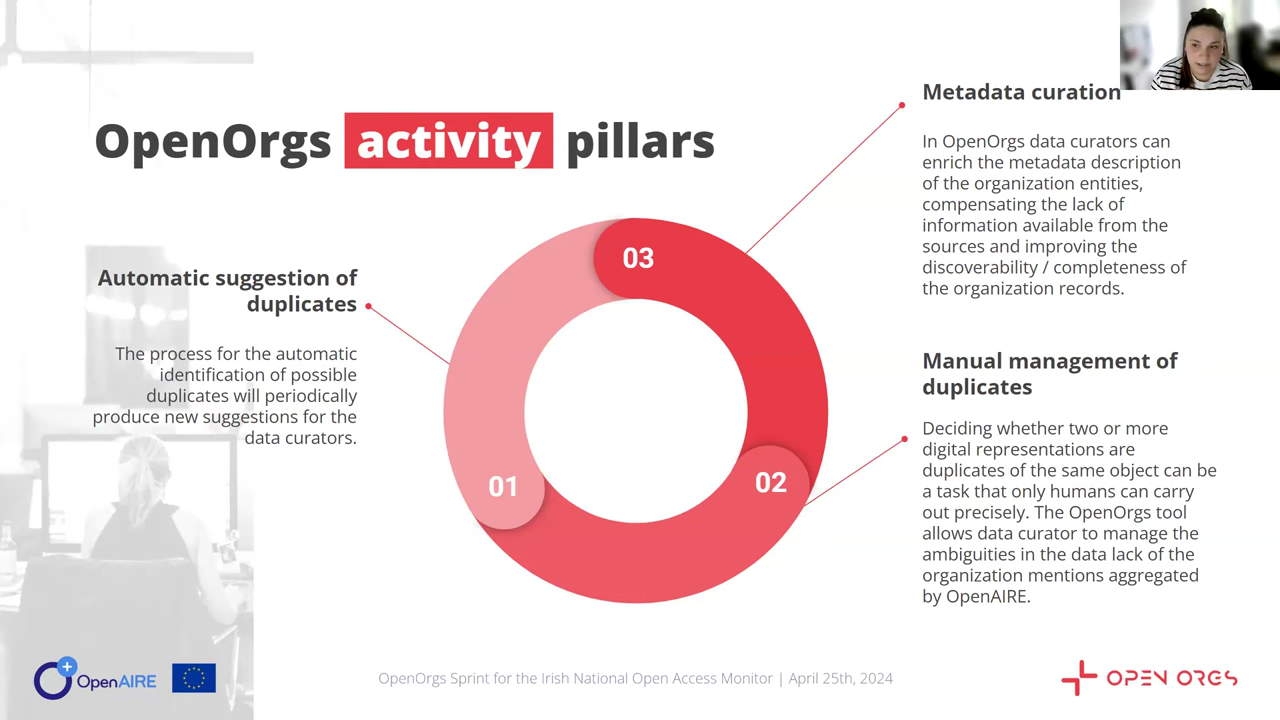 OpenOrgs activity pillars
Automatic suggestion of
duplicates
The process for the automatic
identification of possible
duplicates will periodically
produce new suggestions for the
data curators.
01
02
03
Metadata curation
In OpenOrgs data curators can
enrich the metadata description
of the organization entities,
compensating the lack of
information available from the
sources and improving the
discoverability / completeness of
the organization records.
Manual management of
duplicates
Deciding whether two or more
digital representations are
duplicates of the same object can be
a task that only humans can carry
out precisely. The OpenOrgs tool
allows data curator to manage the
ambiguities in the data lack of the
organization mentions aggregated
by OpenAIRE.
OpenAIRE
OpenOrgs Sprint for the Irish National Open Access Monitor | April 25th, 2024
OPEN ORGS